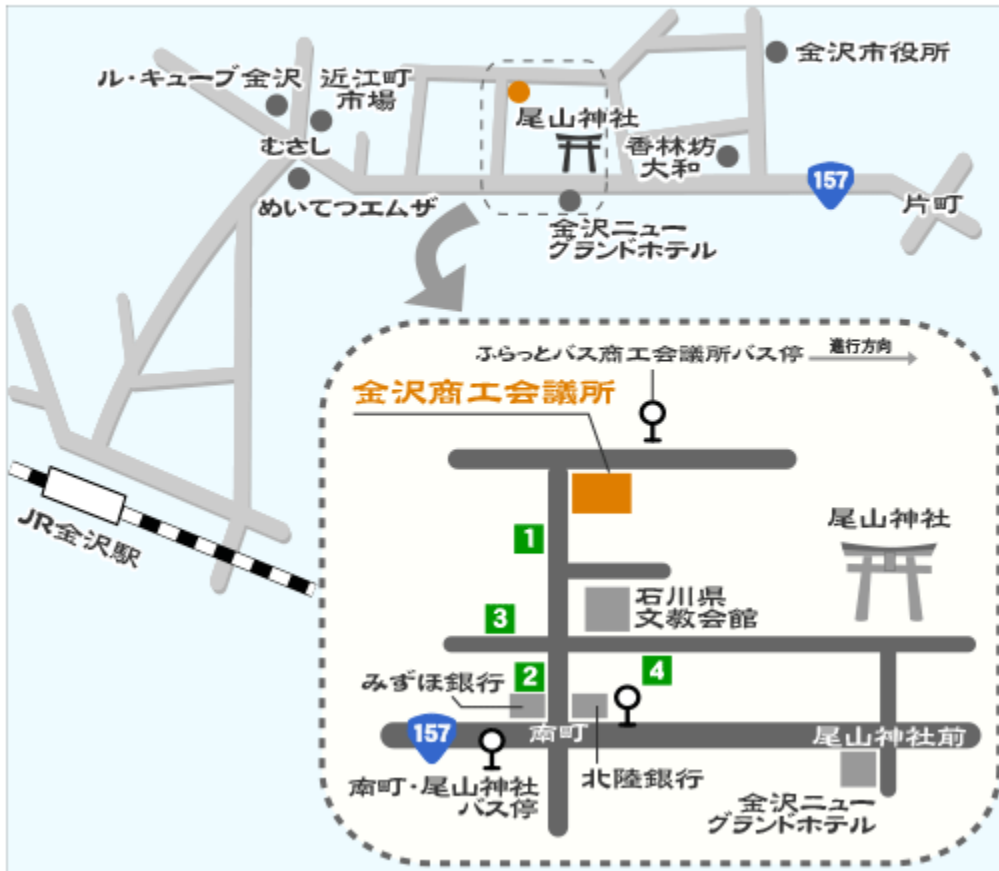 金沢市役所
ル・キューブ金沢
近江町
市場
尾山神社
むさし
香林坊
大和
157
めいてつエムザ
片町
金沢ニュー
グランドホテル
ふらっとバス商工会議所バス停
進行方向
金沢商工会議所
JR金沢駅
尾山神社
1
石川県
文教会館
3
みずほ銀行
2
4
157
南町
尾山神社前
南町・尾山神社
バス停
北陸銀行
金沢ニュー
グランドホテル